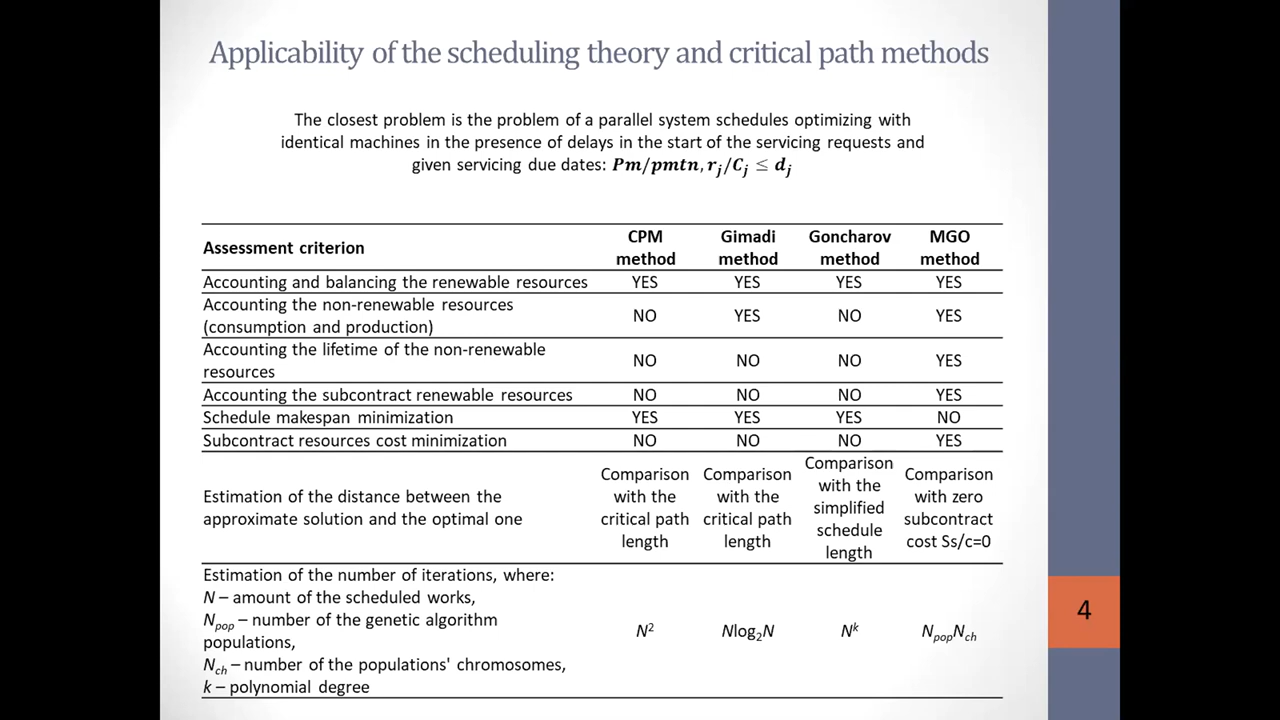 Applicability of the scheduling theory and critical path methods
The closest problem is the problem of a parallel system schedules optimizing with
identical machines in the presence of delays in the start of the servicing requests and
given servicing due dates: Pm/pmtn, r_j/C_j ≤ d_j
Assessment criterion
CPM
method
Gimadi
method
Goncharov
method
MGO
method
Accounting and balancing the renewable resources YES YES YES YES
Accounting the non-renewable resources
(consumption and production)
NO YES NO YES
Accounting the lifetime of the non-renewable
resources
NO NO NO YES
Accounting the subcontract renewable resources NO NO NO YES
Schedule makespan minimization YES YES YES NO
Subcontract resources cost minimization NO NO NO YES
Estimation of the distance between the
approximate solution and the optimal one
Comparison
with the
critical path
length
Comparison
with the
critical path
length
Comparison
with the
simplified
schedule
length
Comparison
with zero
subcontract
cost Ss/c=0
Estimation of the number of iterations, where:
N – amount of the scheduled works,
N_pop – number of the genetic algorithm
populations,
N_ch – number of the populations' chromosomes,
k – polynomial degree
N² Nlog₂N N^k N_popN_ch
4